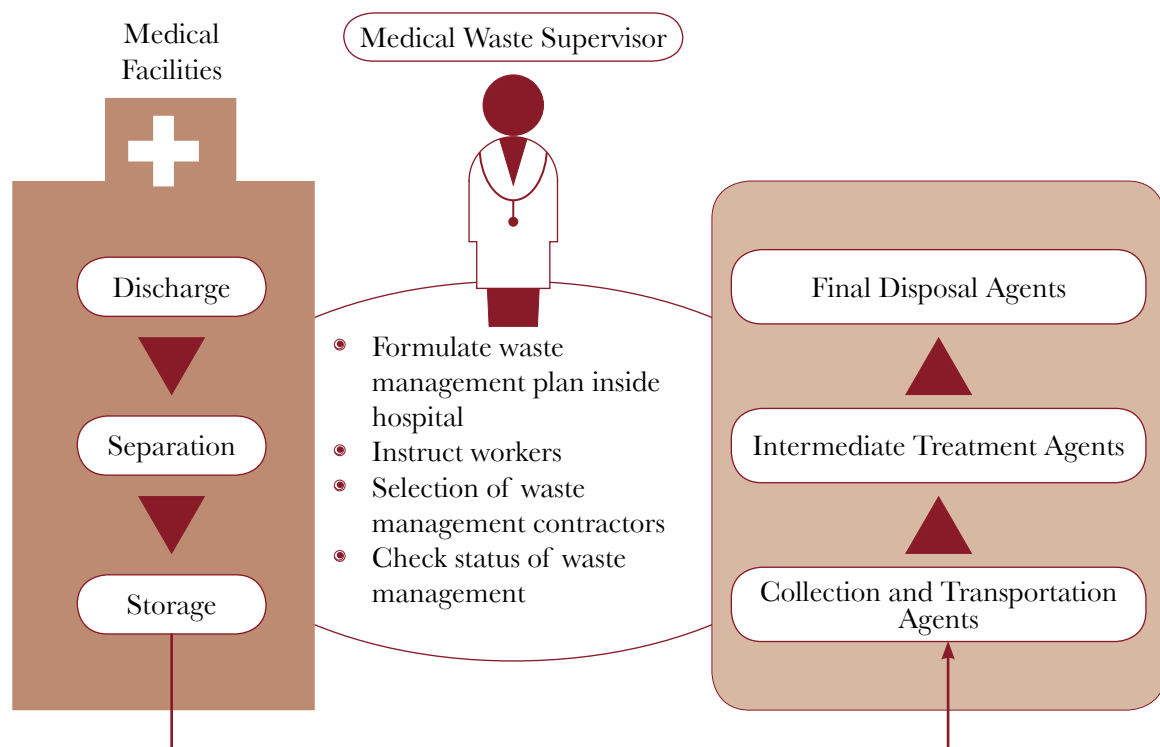 Medical
Facilities
Medical Waste Supervisor
Discharge
Separation
Storage
Formulate waste
management plan inside
hospital
Instruct workers
Selection of waste
management contractors
Check status of waste
management
Final Disposal Agents
Intermediate Treatment Agents
Collection and Transportation
Agents